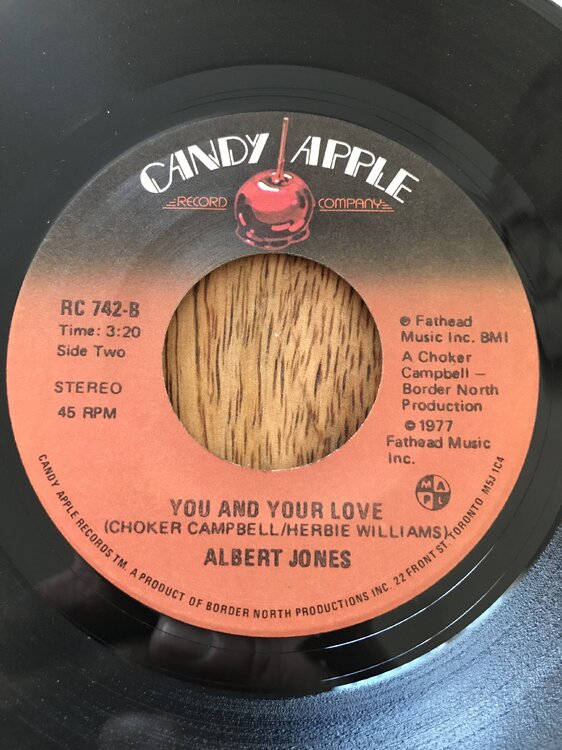 CANDY APPLE
RECORD COMPANY
RC 742-B
Time: 3:20
Side Two
STEREO
45 RPM
℗ Fathead
Music Inc. BMI
A Choker
Campbell —
Border North
Production
© 1977
Fathead Music
Inc.
M A
P L
YOU AND YOUR LOVE
(CHOKER CAMPBELL/HERBIE WILLIAMS)
ALBERT JONES
CANDY APPLE RECORDS TM. A PRODUCT OF BORDER NORTH PRODUCTIONS INC. 22 FRONT ST. TORONTO M5J 1C4